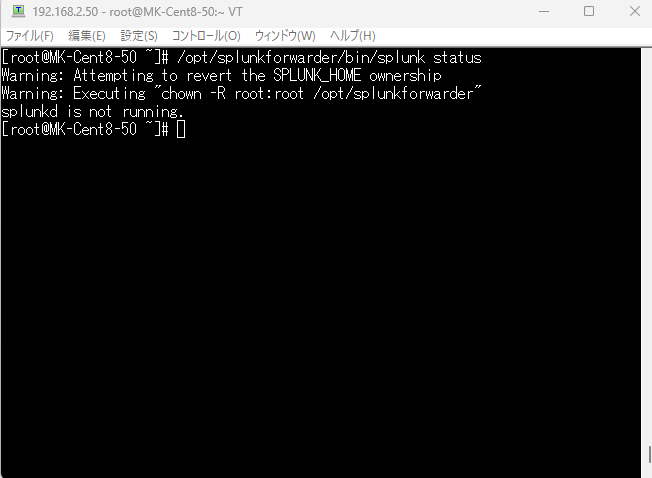 192.168.2.50 - root@MK-Cent8-50:~ VT
ファイル(F) 編集(E) 設定(S) コントロール(O) ウィンドウ(W) ヘルプ(H)
[root@MK-Cent8-50 ~]# /opt/splunkforwarder/bin/splunk status
Warning: Attempting to revert the SPLUNK_HOME ownership
Warning: Executing "chown -R root:root /opt/splunkforwarder"
splunkd is not running.
[root@MK-Cent8-50 ~]#